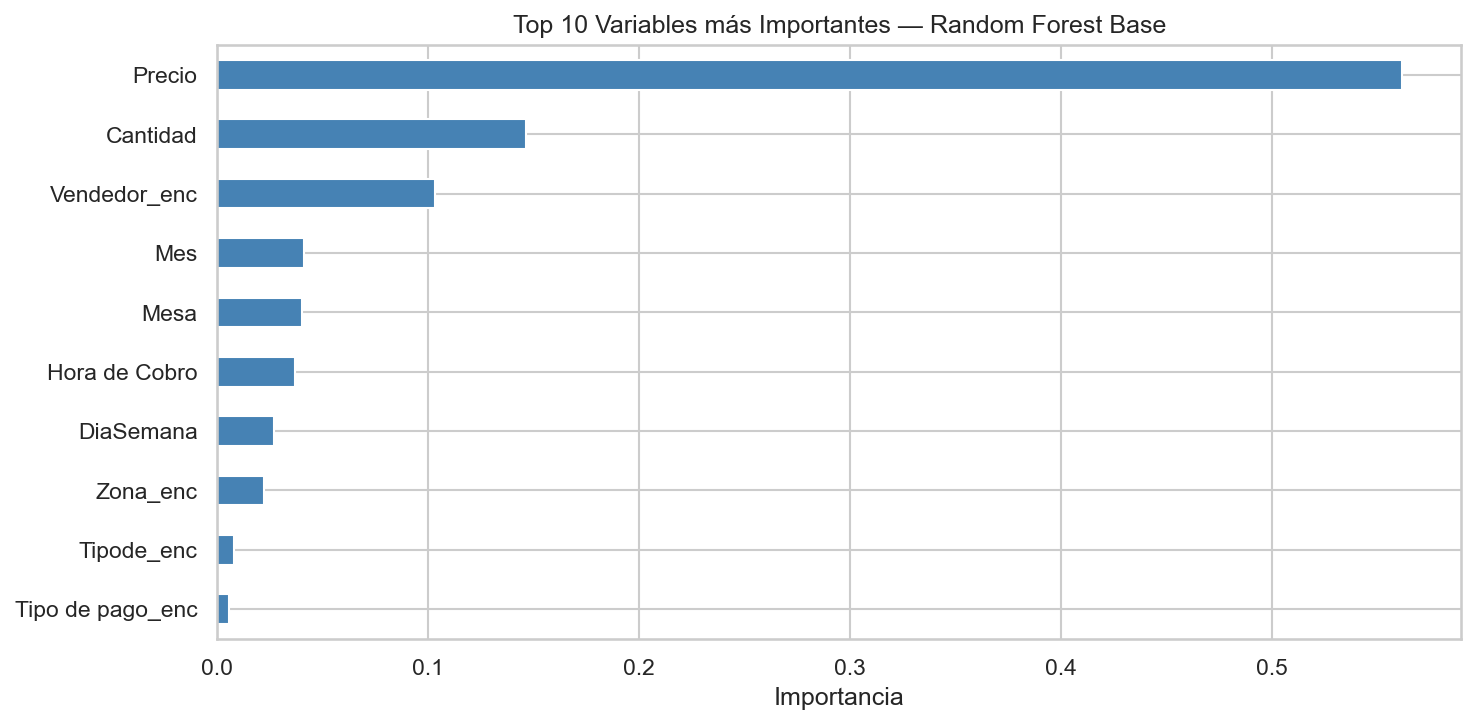 Top 10 Variables más Importantes — Random Forest Base
Precio
Cantidad
Vendedor_enc
Mes
Mesa
Hora de Cobro
DiaSemana
Zona_enc
Tipode_enc
Tipo de pago_enc
0.0 0.1 0.2 0.3 0.4 0.5
Importancia